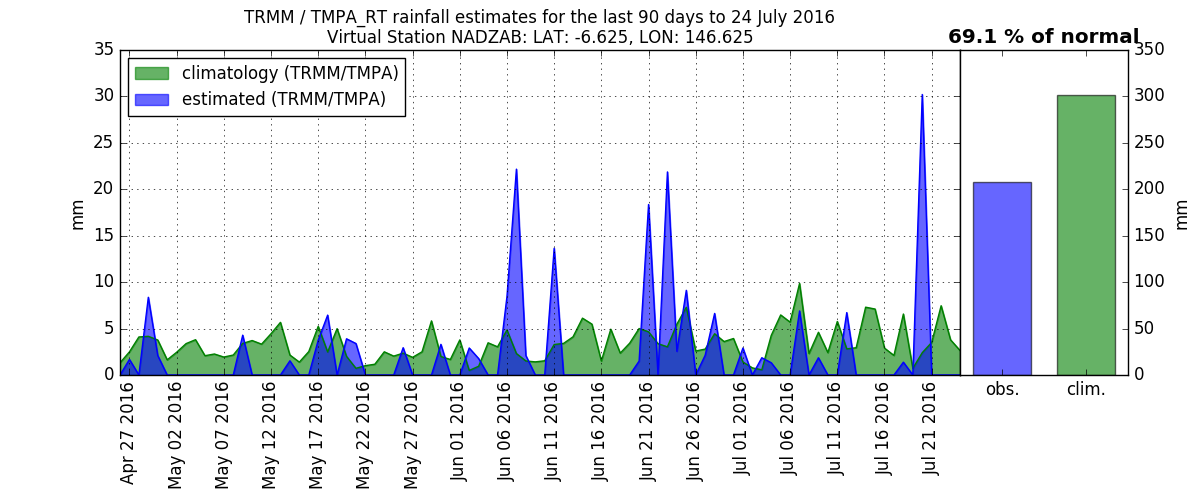 TRMM / TMPA_RT rainfall estimates for the last 90 days to 24 July 2016
Virtual Station NADZAB: LAT: -6.625, LON: 146.625
69.1 % of normal
climatology (TRMM/TMPA)
estimated (TRMM/TMPA)
35
30
25
20
15
10
5
0
mm
350
300
250
200
150
100
50
0
mm
Apr 27 2016
May 02 2016
May 07 2016
May 12 2016
May 17 2016
May 22 2016
May 27 2016
Jun 01 2016
Jun 06 2016
Jun 11 2016
Jun 16 2016
Jun 21 2016
Jun 26 2016
Jul 01 2016
Jul 06 2016
Jul 11 2016
Jul 16 2016
Jul 21 2016
obs.
clim.